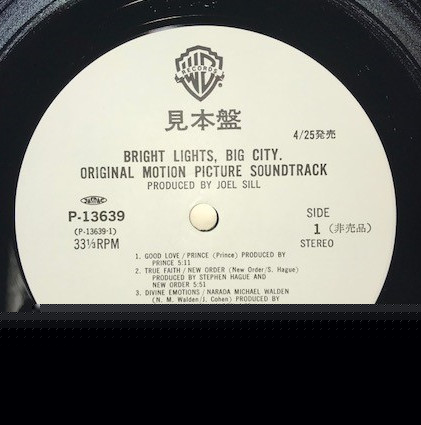 WB
RECORDS
見本盤
4/25発売
BRIGHT LIGHTS, BIG CITY.
ORIGINAL MOTION PICTURE SOUNDTRACK
PRODUCED BY JOEL SILL
P-13639
(P-13639-1)
33⅓RPM
SIDE
1 (非売品)
STEREO
1. GOOD LOVE / PRINCE (Prince) PRODUCED BY
PRINCE 5:11
2. TRUE FAITH / NEW ORDER (New Order/S. Hague)
PRODUCED BY STEPHEN HAGUE AND
NEW ORDER 5:51
3. DIVINE EMOTIONS / NARADA MICHAEL WALDEN
(N. M. Walden/J. Cohen) PRODUCED BY